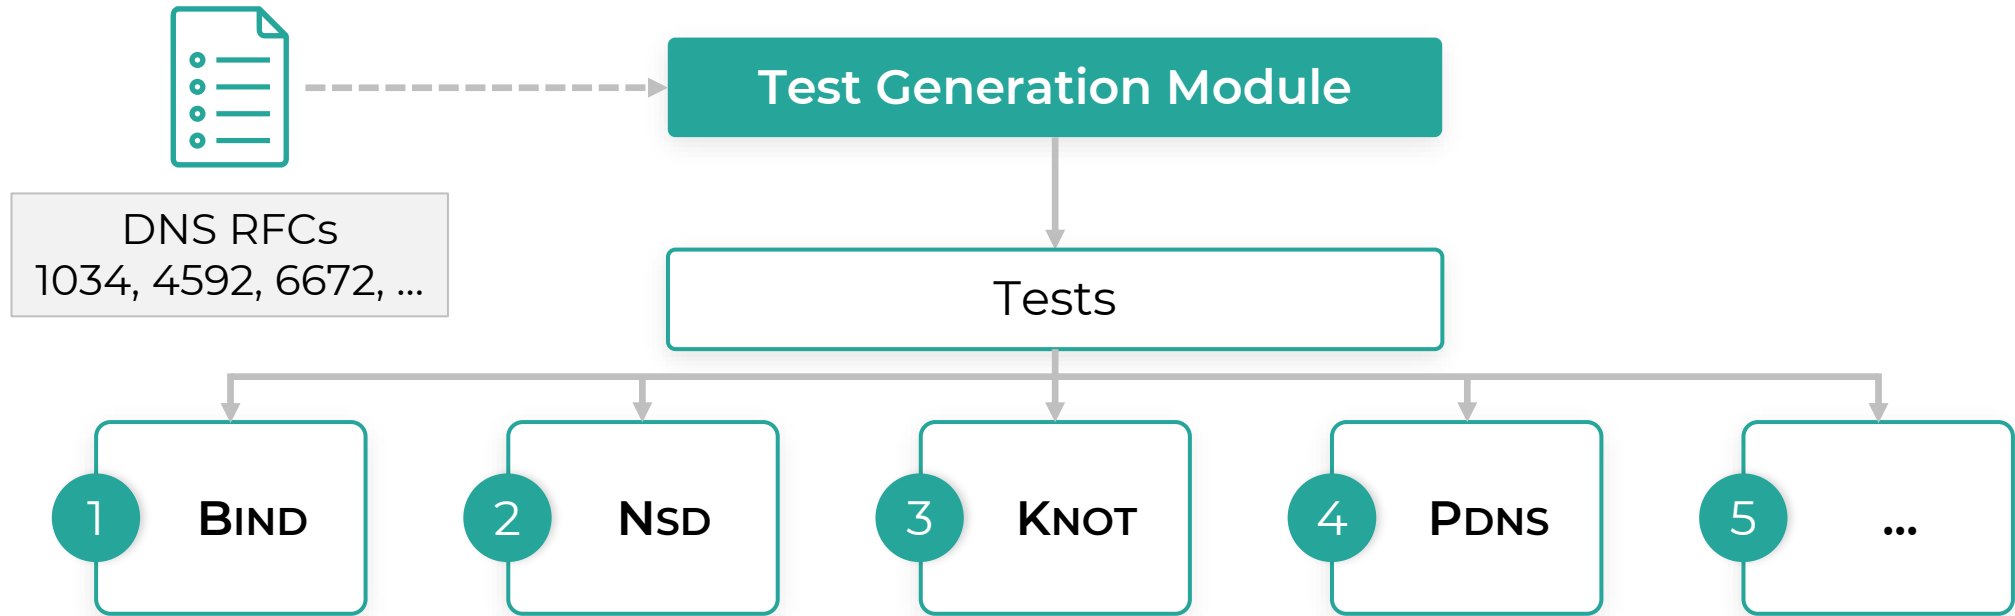 Test Generation Module
DNS RFCs
1034, 4592, 6672, ...
Tests
1 BIND
2 NSD
3 KNOT
4 PDNS
5 ...